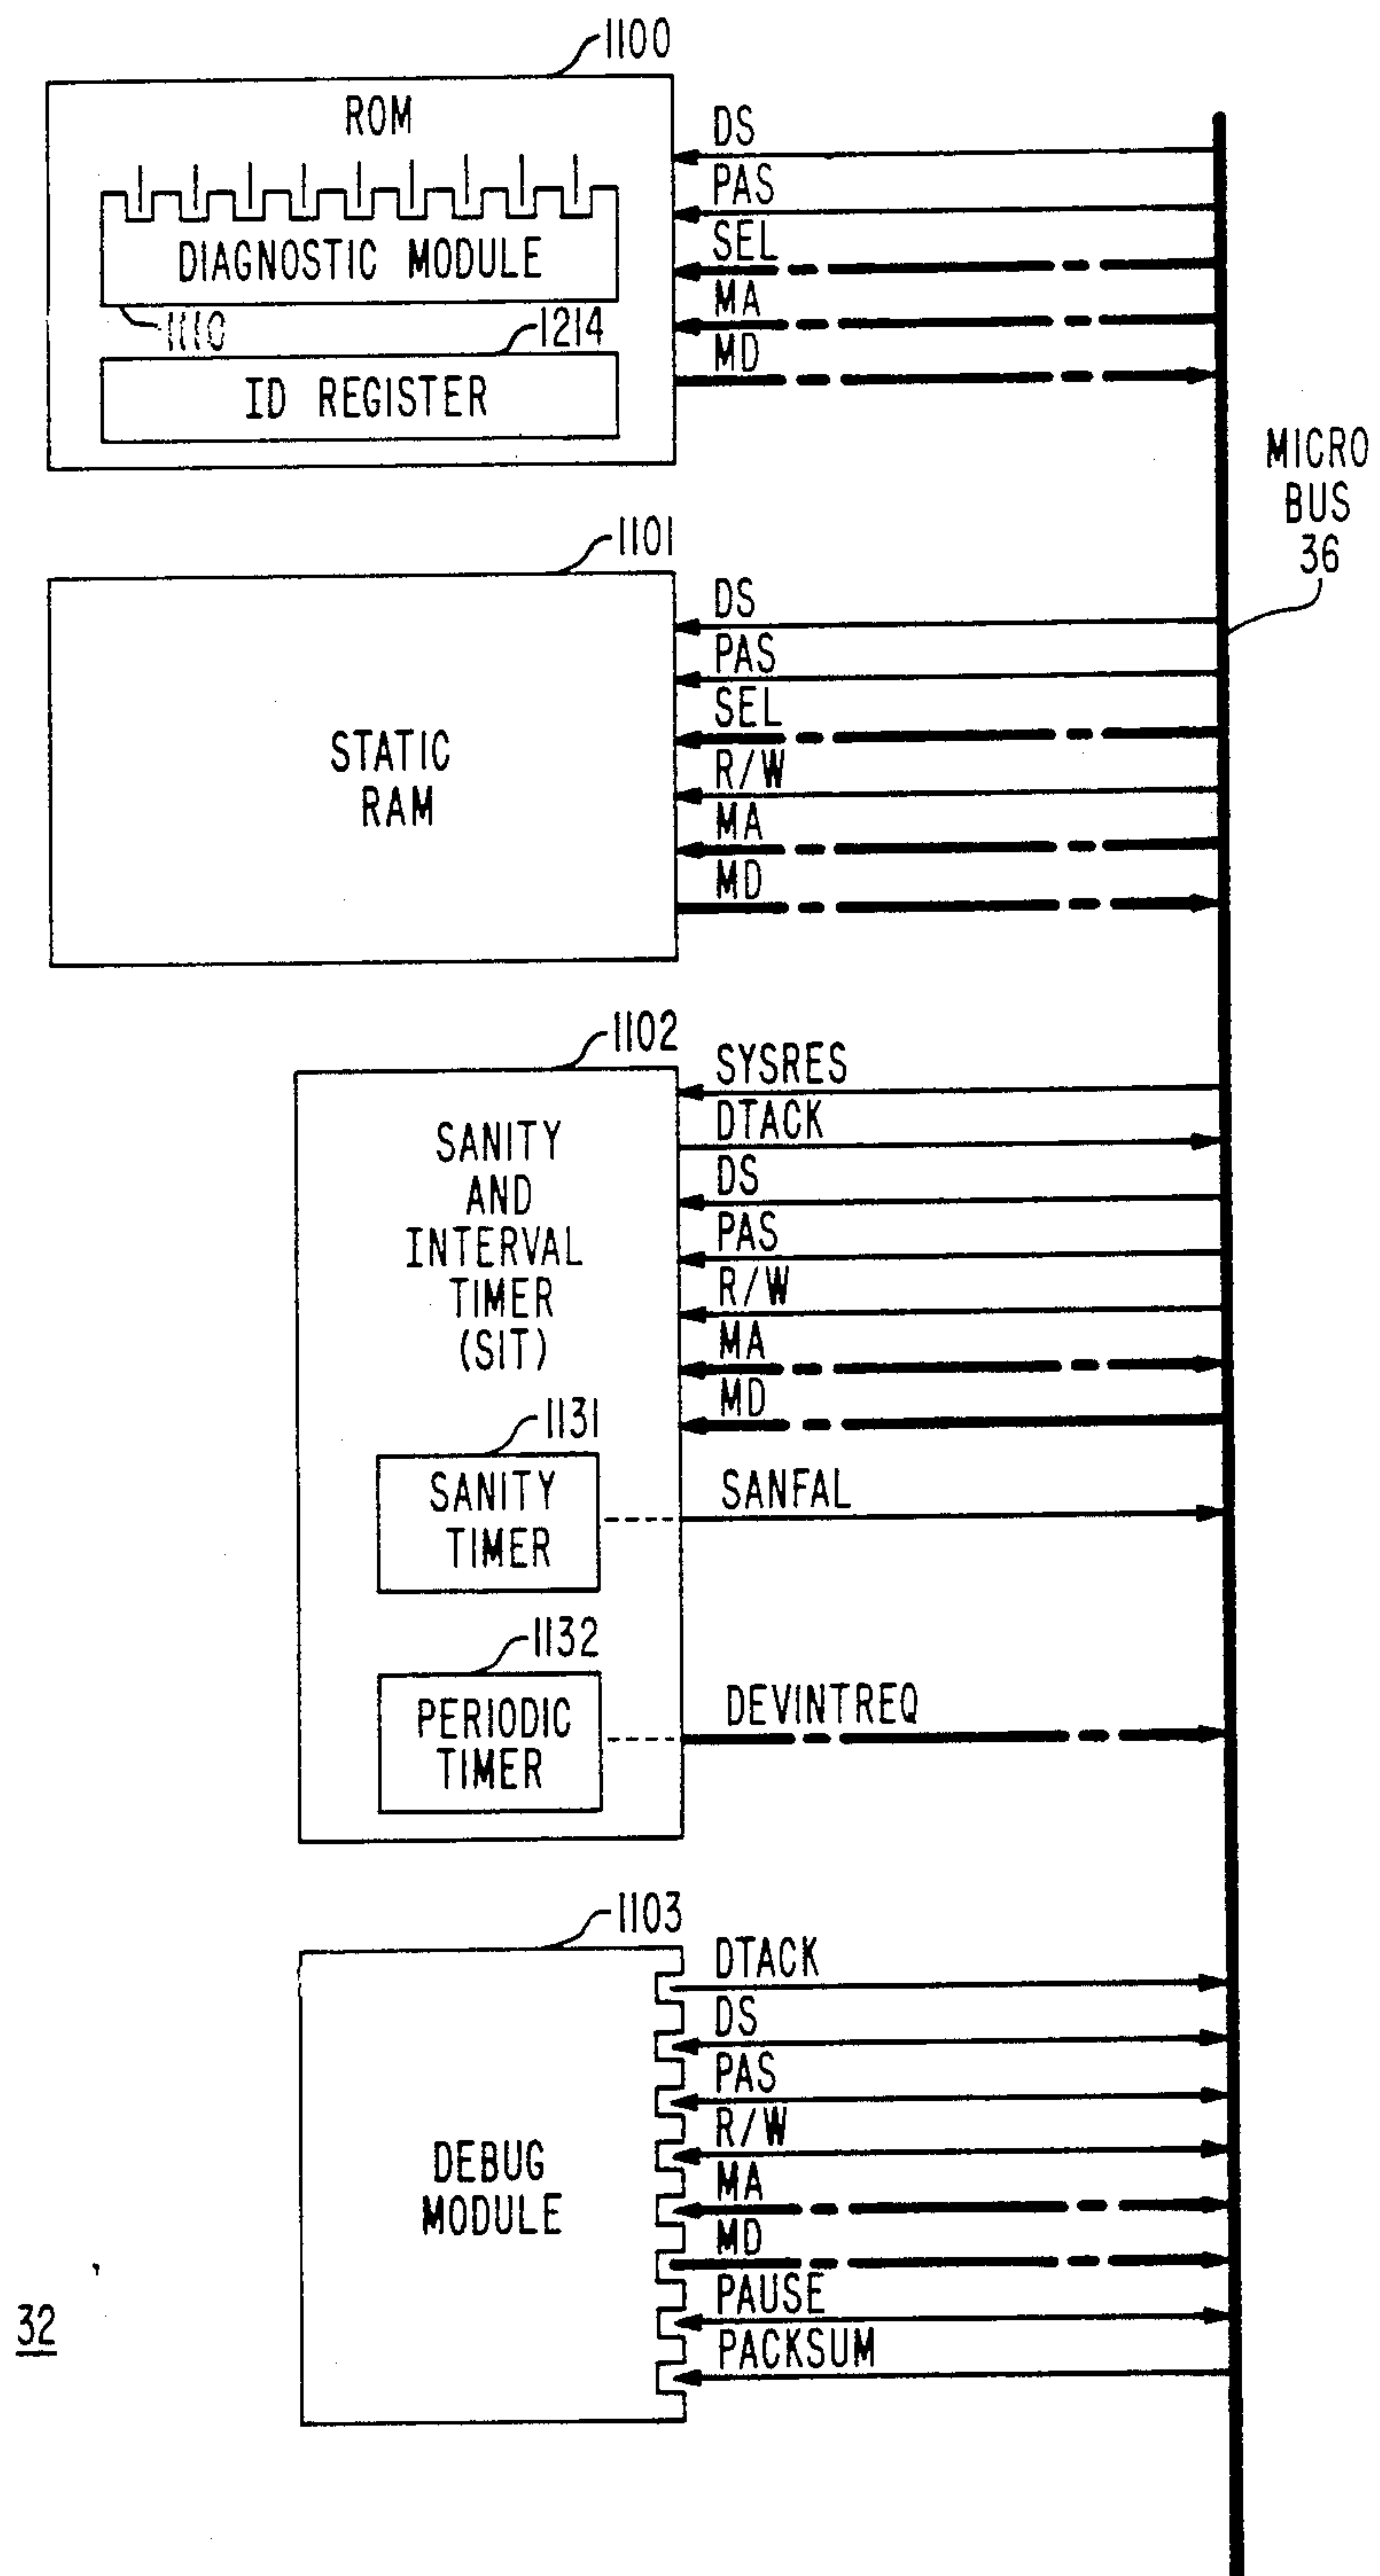 1100
ROM
DIAGNOSTIC MODULE
1110
1214
ID REGISTER
DS
PAS
SEL
MA
MD
MICRO
BUS
36
1101
STATIC
RAM
DS
PAS
SEL
R/W
MA
MD
1102
SANITY
AND
INTERVAL
TIMER
(SIT)
SYSRES
DTACK
DS
PAS
R/W
MA
MD
1131
SANITY
TIMER
SANFAL
1132
PERIODIC
TIMER
DEVINTREQ
1103
DEBUG
MODULE
DTACK
DS
PAS
R/W
MA
MD
PAUSE
PACKSUM
32